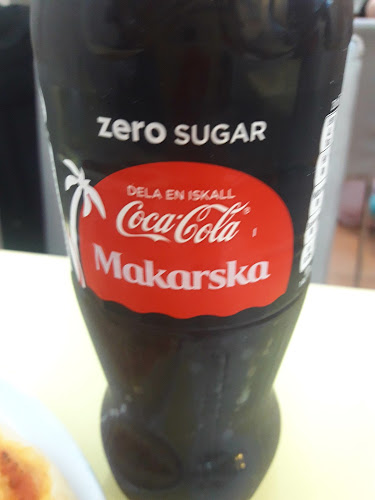 zero SUGAR
DELA EN ISKALL
Coca-Cola®
Makarska